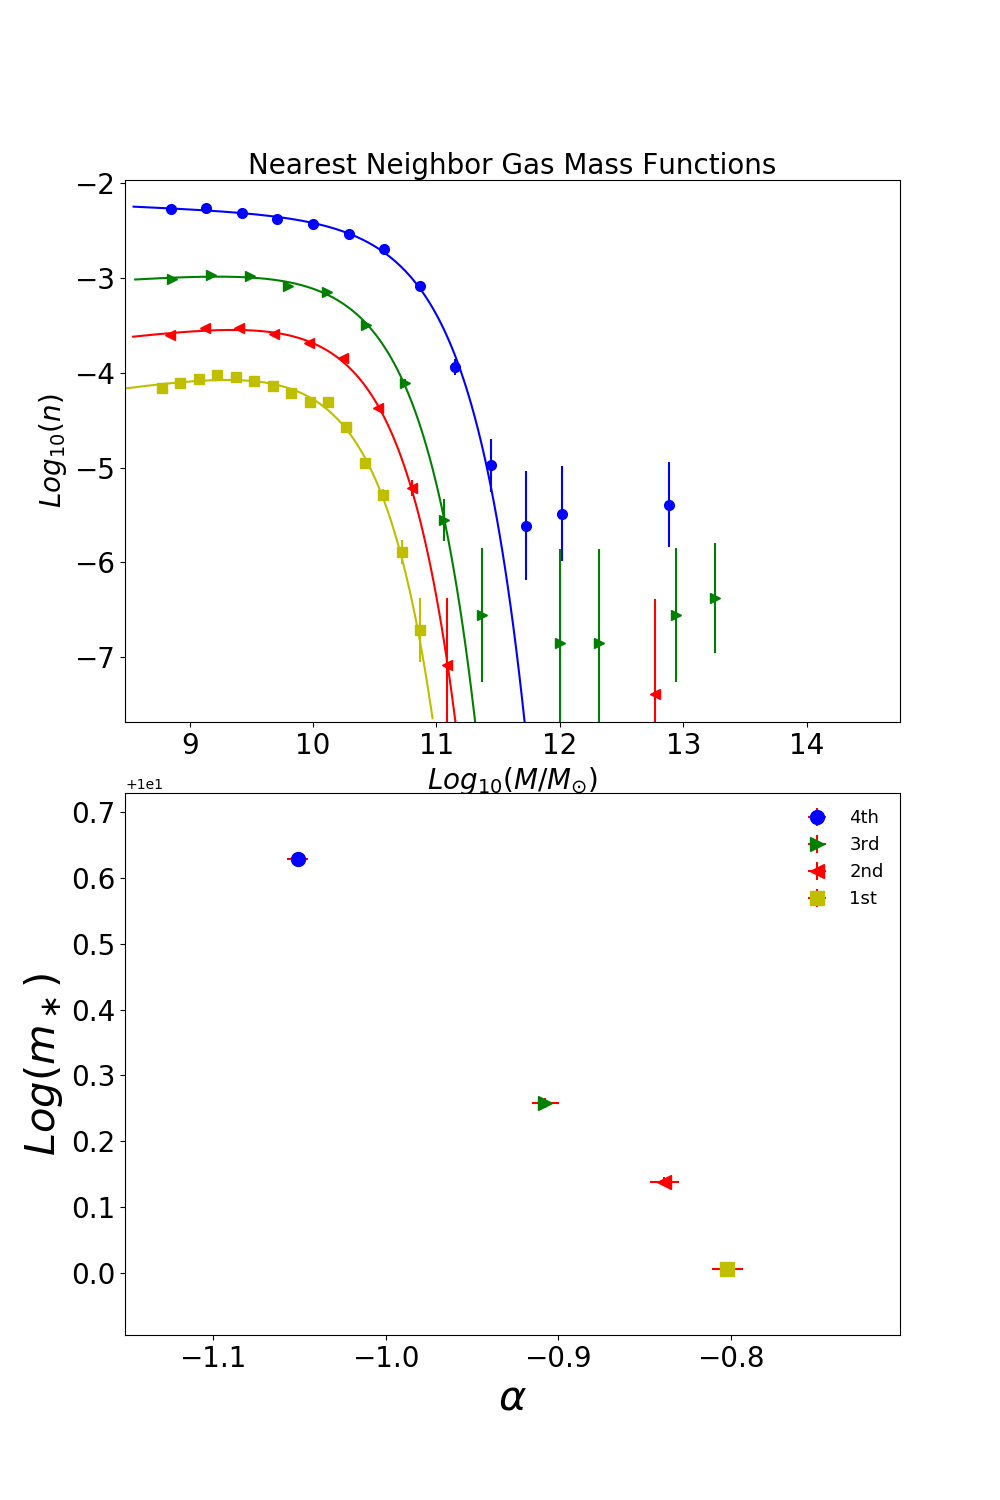 Nearest Neighbor Gas Mass Functions
−2
−3
−4
−5
−6
−7
Log₁₀(n)
9 10 11 12 13 14
Log₁₀(M/M⊙)
+1e1
0.7
0.6
0.5
0.4
0.3
0.2
0.1
0.0
Log(m∗)
4th
3rd
2nd
1st
−1.1 −1.0 −0.9 −0.8
α